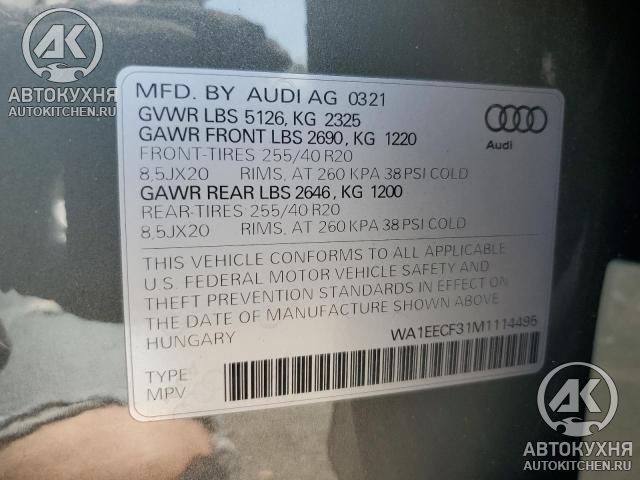 АК
АВТОКУХНЯ
AUTOKITCHEN.RU
MFD. BY AUDI AG 0321
GVWR LBS 5126, KG 2325
GAWR FRONT LBS 2690, KG 1220
FRONT-TIRES 255/40 R20
8,5JX20 RIMS, AT 260 KPA 38 PSI COLD
GAWR REAR LBS 2646, KG 1200
REAR-TIRES 255/40 R20
8,5JX20 RIMS, AT 260 KPA 38 PSI COLD
Audi
THIS VEHICLE CONFORMS TO ALL APPLICABLE
U.S. FEDERAL MOTOR VEHICLE SAFETY AND
THEFT PREVENTION STANDARDS IN EFFECT ON
THE DATE OF MANUFACTURE SHOWN ABOVE
HUNGARY
WA1EECF31M1114495
TYPE
MPV
АК
АВТОКУХНЯ
AUTOKITCHEN.RU